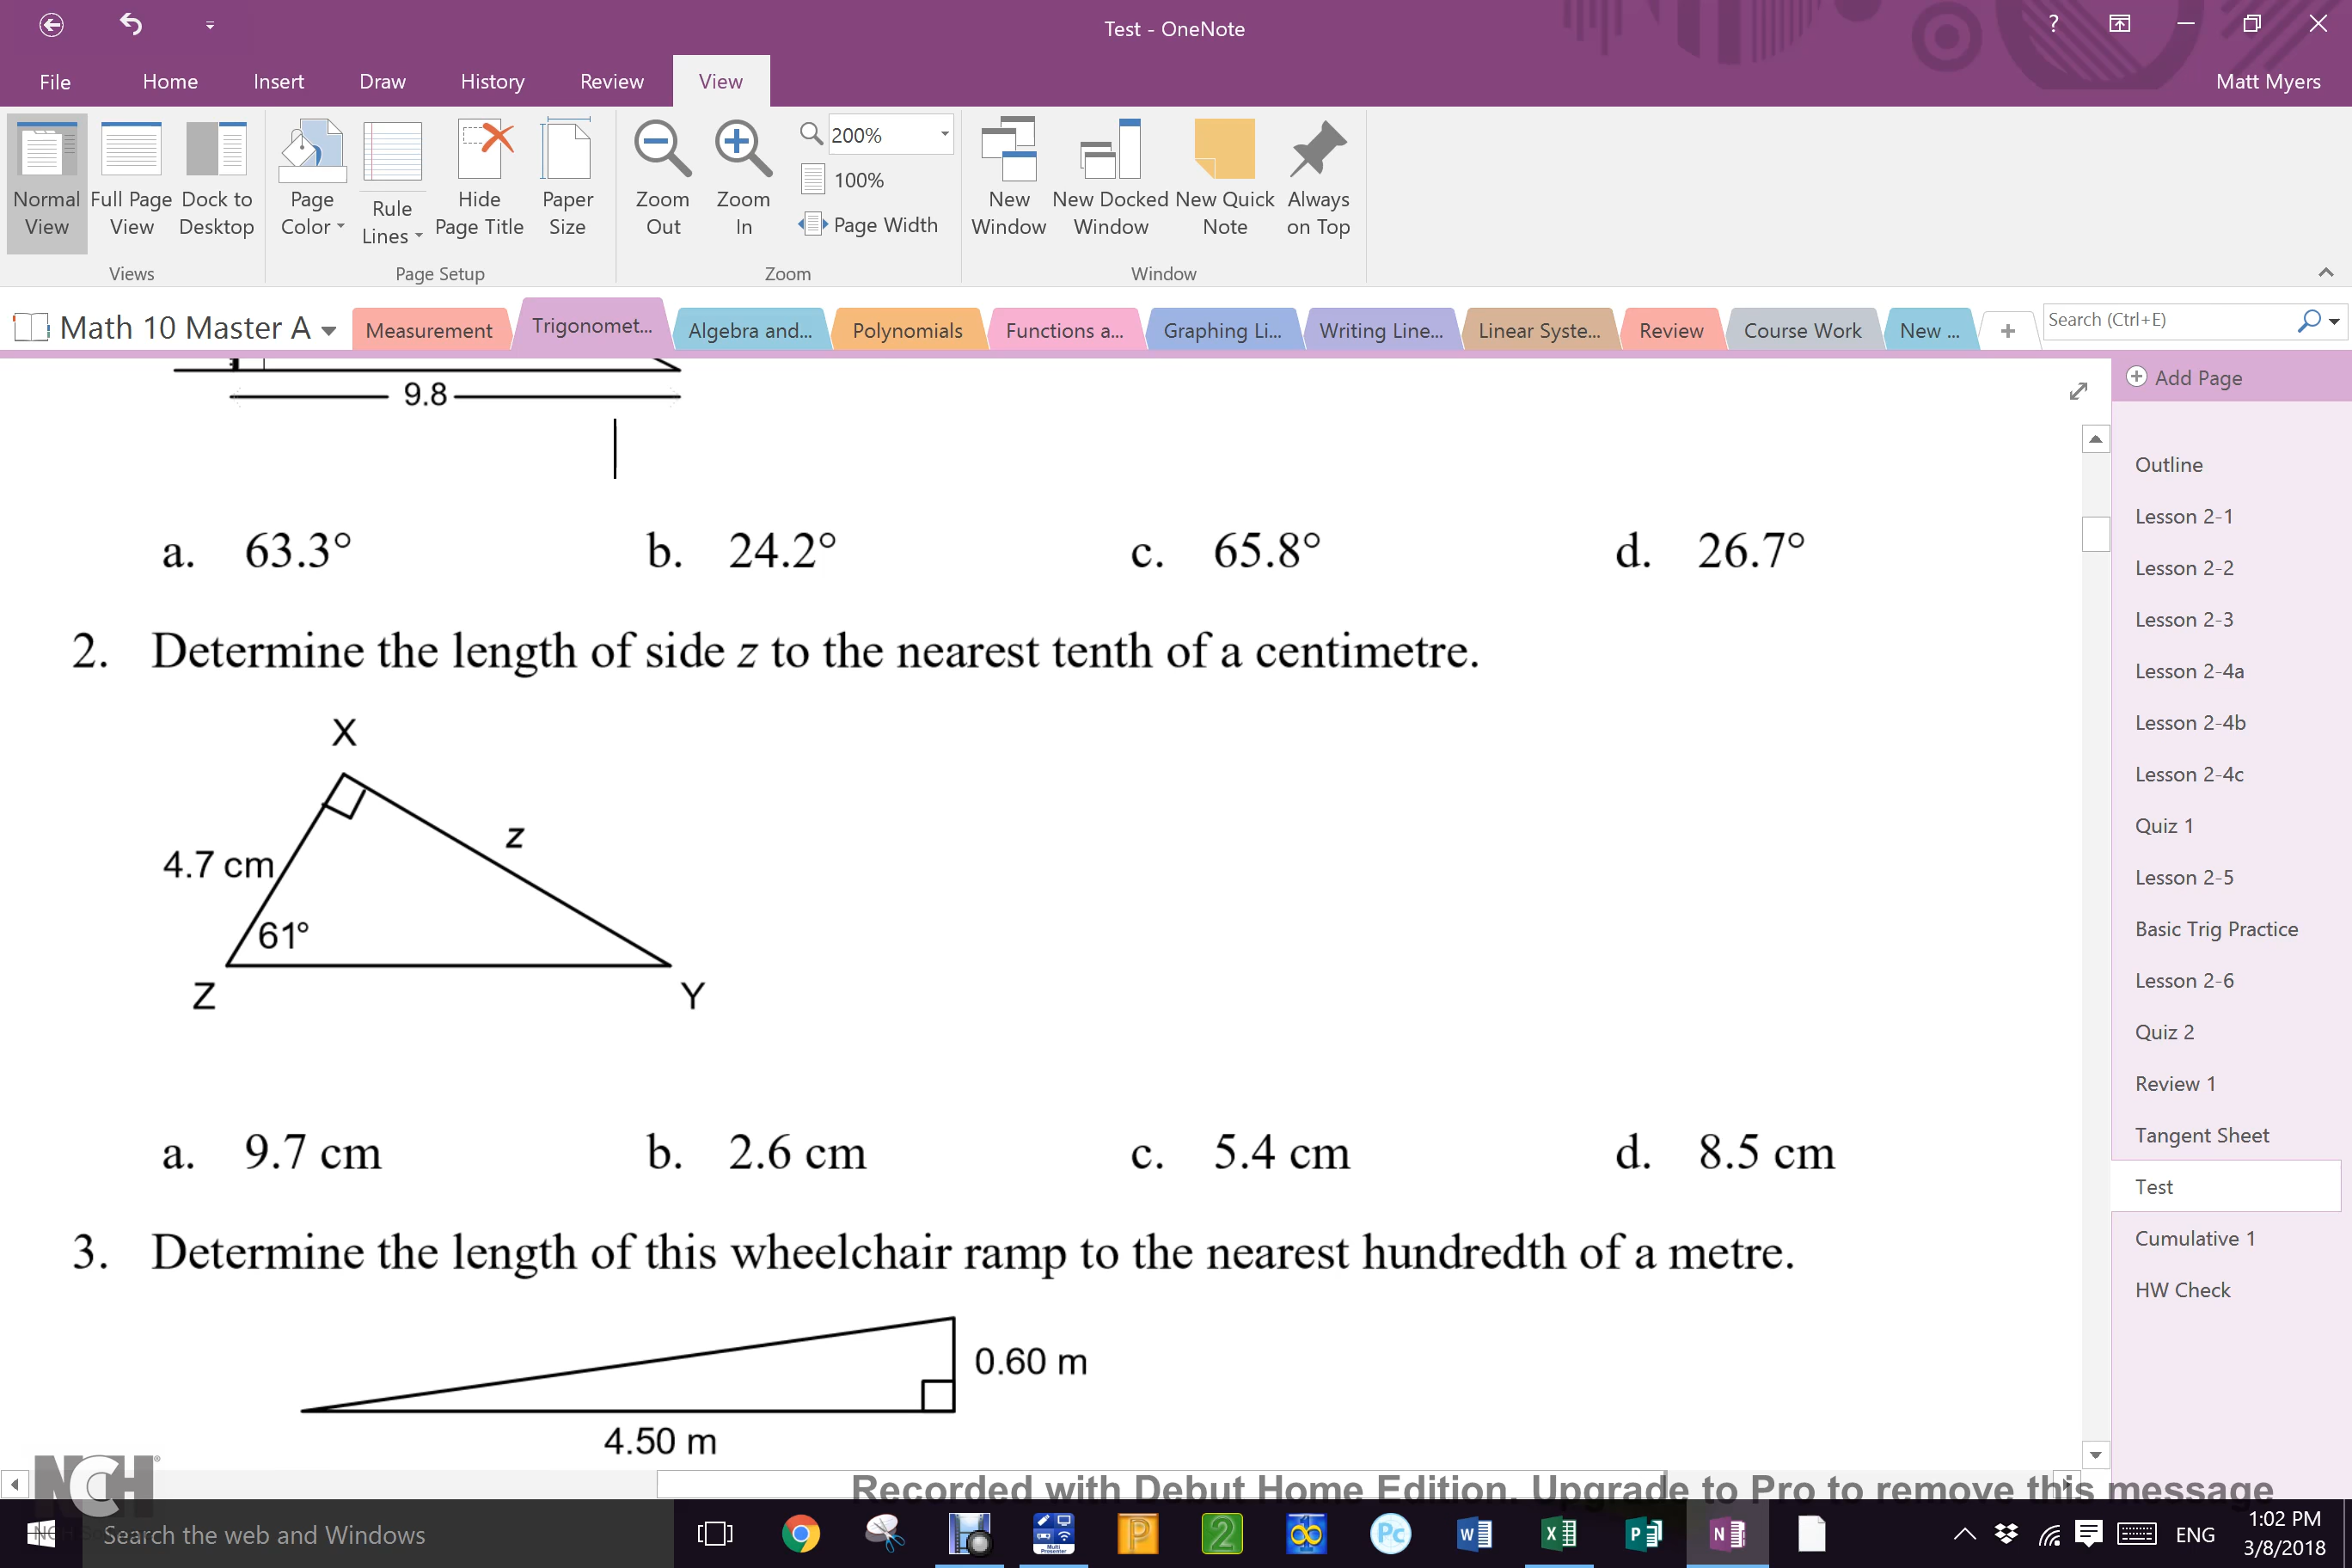 Test - OneNote
?
File Home Insert Draw History Review View Matt Myers
Normal View
Full Page View
Dock to Desktop
Page Color
Rule Lines
Hide Page Title
Paper Size
Zoom Out
Zoom In
200%
100%
Page Width
New Window
New Docked Window
New Quick Note
Always on Top
Views Page Setup Zoom Window
Math 10 Master A Measurement Trigonomet... Algebra and... Polynomials Functions a... Graphing Li... Writing Line... Linear Syste... Review Course Work New ... + Search (Ctrl+E)
9.8
a. 63.3° b. 24.2° c. 65.8° d. 26.7°
2. Determine the length of side z to the nearest tenth of a centimetre.
X
z
4.7 cm
61°
Z Y
a. 9.7 cm b. 2.6 cm c. 5.4 cm d. 8.5 cm
3. Determine the length of this wheelchair ramp to the nearest hundredth of a metre.
0.60 m
4.50 m
Add Page
Outline
Lesson 2-1
Lesson 2-2
Lesson 2-3
Lesson 2-4a
Lesson 2-4b
Lesson 2-4c
Quiz 1
Lesson 2-5
Basic Trig Practice
Lesson 2-6
Quiz 2
Review 1
Tangent Sheet
Test
Cumulative 1
HW Check
NCH
Recorded with Debut Home Edition. Upgrade to Pro to remove this message
Search the web and Windows
ENG
1:02 PM
3/8/2018